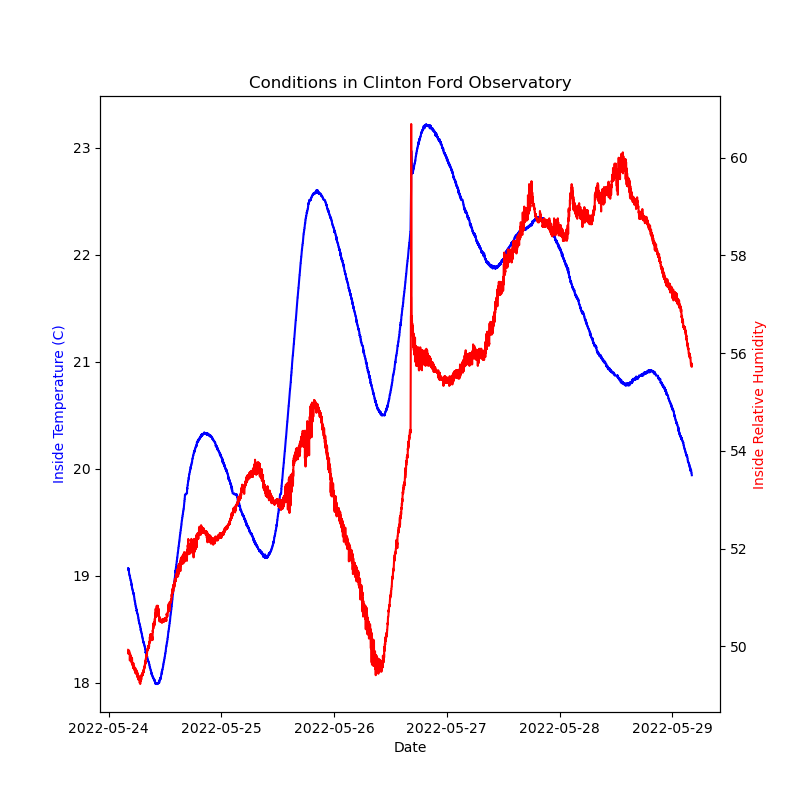 Conditions in Clinton Ford Observatory
Inside Temperature (C)
23
22
21
20
19
18
60
58
56
54
52
50
Inside Relative Humidity
2022-05-24 2022-05-25 2022-05-26 2022-05-27 2022-05-28 2022-05-29
Date